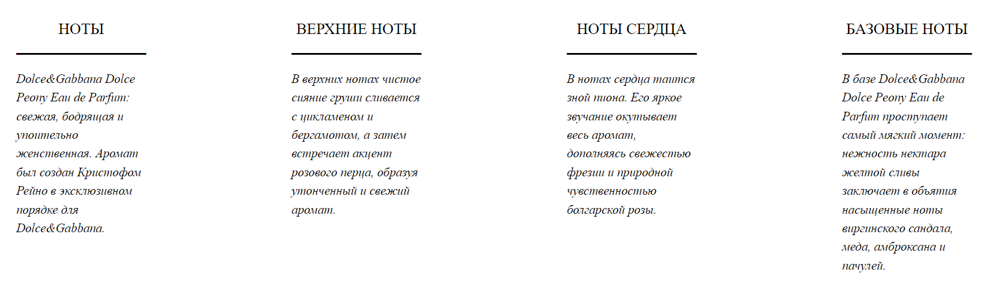 НОТЫ
Dolce&Gabbana Dolce
Peony Eau de Parfum:
свежая, бодрящая и
упоительно
женственная. Аромат
был создан Кристофом
Рейно в эксклюзивном
порядке для
Dolce&Gabbana.
ВЕРХНИЕ НОТЫ
В верхних нотах чистое
сияние груши сливается
с цикламеном и
бергамотом, а затем
встречает акцент
розового перца, образуя
утонченный и свежий
аромат.
НОТЫ СЕРДЦА
В нотах сердца таится
зной пиона. Его яркое
звучание окутывает
весь аромат,
дополняясь свежестью
фрезии и природной
чувственностью
болгарской розы.
БАЗОВЫЕ НОТЫ
В базе Dolce&Gabbana
Dolce Peony Eau de
Parfum проступает
самый мягкий момент:
нежность нектара
желтой сливы
заключает в объятия
насыщенные ноты
виргинского сандала,
меда, амброксана и
пачулей.